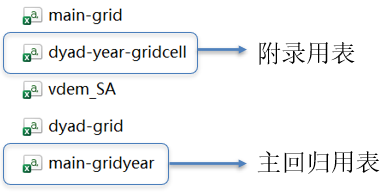 main-grid
dyad-year-gridcell 附录用表
vdem_SA
dyad-grid
main-gridyear 主回归用表